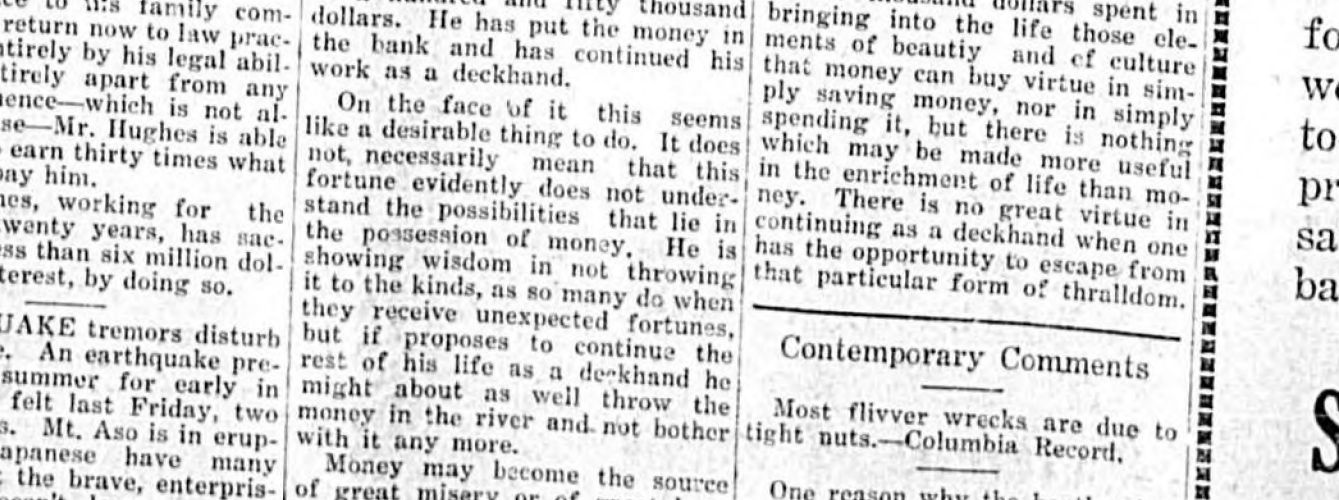 to his family com-
return now to law prac-
tirely by his legal abil-
tirely apart from any
ence—which is not al-
se—Mr. Hughes is able
earn thirty times what
pay him.
es, working for the
wenty years, has sac-
ss than six million dol-
terest, by doing so.
UAKE tremors disturb
An earthquake pre-
summer for early in
felt last Friday, two
Mt. Aso is in erup-
apanese have many
the brave, enterpris-
and fifty thousand
dollars. He has put the money in
the bank and has continued his
work as a deckhand.
On the face of it this seems
like a desirable thing to do. It does
not, necessarily mean that this
fortune evidently does not under-
stand the possibilities that lie in
the possession of money. He is
showing wisdom in not throwing
it to the kinds, as so many do when
they receive unexpected fortunes,
but if proposes to continue the
rest of his life as a deckhand he
might about as well throw the
money in the river and not bother
with it any more.
Money may become the source
of great misery or of
dollars spent in
bringing into the life those ele-
ments of beautiy and cf culture
that money can buy virtue in sim-
ply saving money, nor in simply
spending it, but there is nothing
which may be made more useful
in the enrichment of life than mo-
ney. There is no great virtue in
continuing as a deckhand when one
has the opportunity to escape from
that particular form of thralldom.
Contemporary Comments
Most flivver wrecks are due to
tight nuts.—Columbia Record.
One reason why the
fo
we
to
pr
sa
ba
S